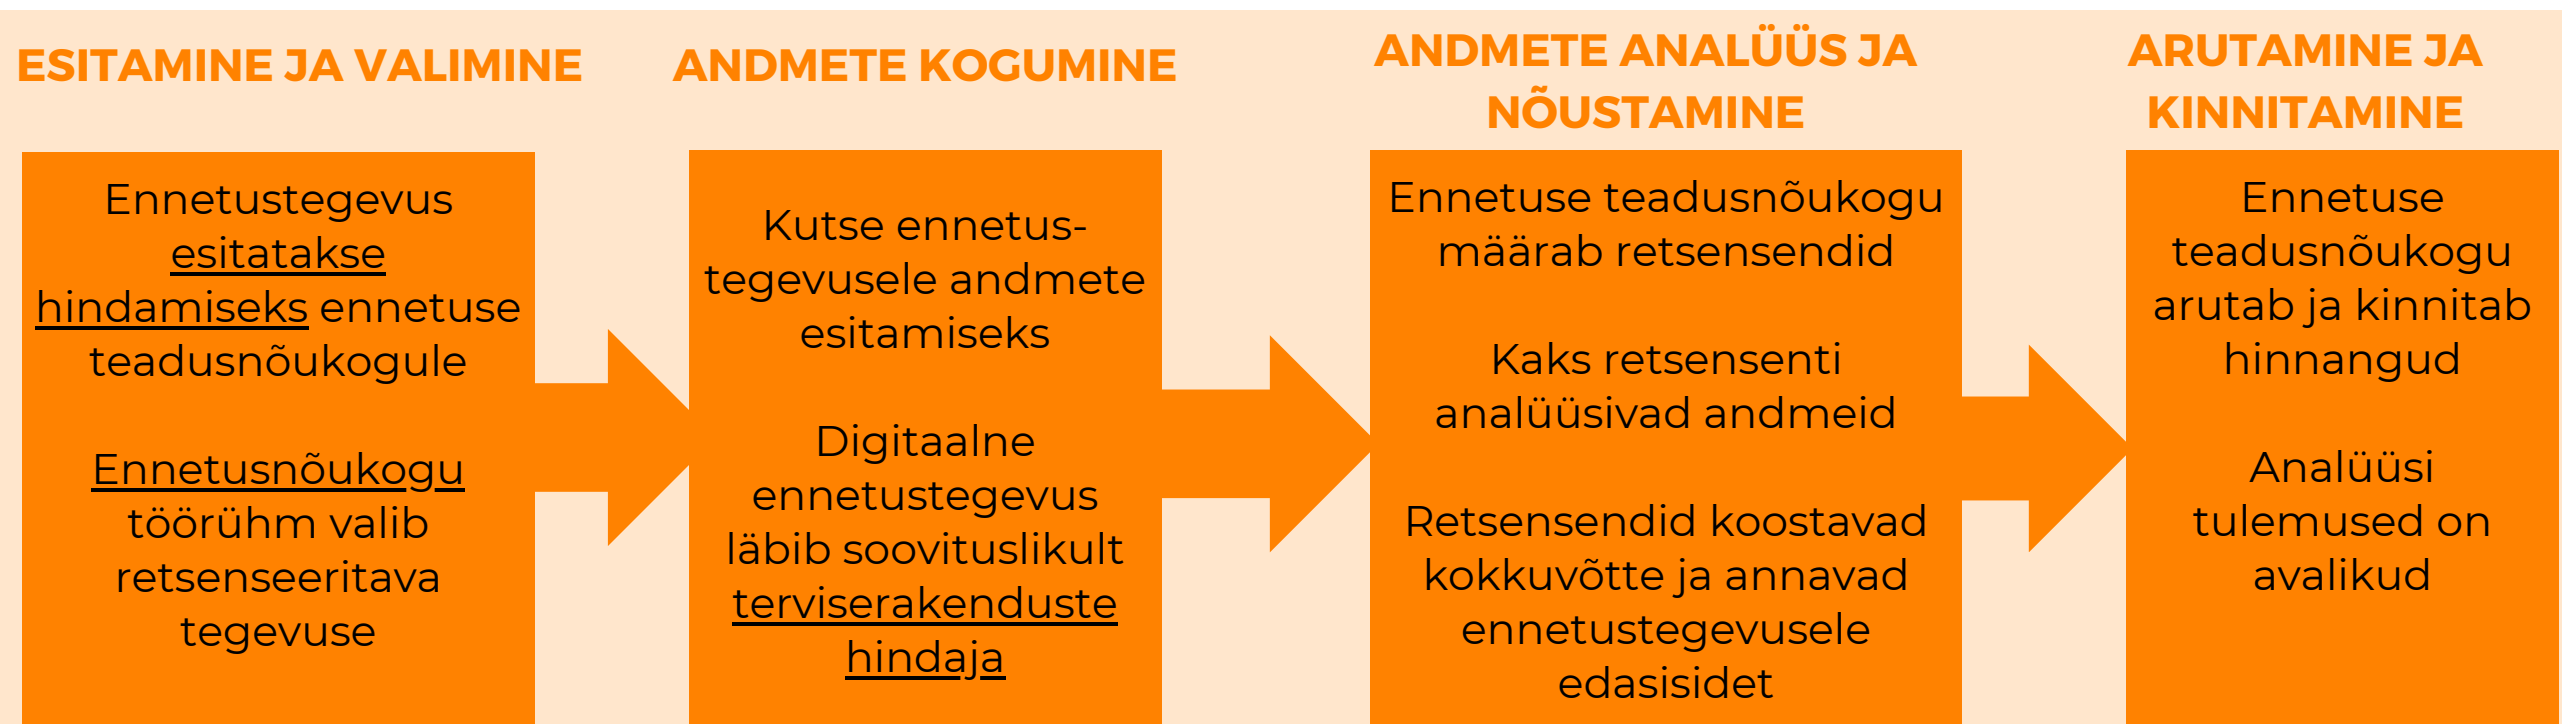 ESITAMINE JA VALIMINE
Ennetustegevus
esitatakse
hindamiseks ennetuse
teadusnõukogule
Ennetusnõukogu
töörühm valib
retsenseeritava
tegevuse
ANDMETE KOGUMINE
Kutse ennetus-
tegevusele andmete
esitamiseks
Digitaalne
ennetustegevus
läbib soovituslikult
terviserakenduste
hindaja
ANDMETE ANALÜÜS JA
NÕUSTAMINE
Ennetuse teadusnõukogu
määrab retsensendid
Kaks retsensenti
analüüsivad andmeid
Retsensendid koostavad
kokkuvõtte ja annavad
ennetustegevusele
edasisidet
ARUTAMINE JA
KINNITAMINE
Ennetuse
teadusnõukogu
arutab ja kinnitab
hinnangud
Analüüsi
tulemused on
avalikud